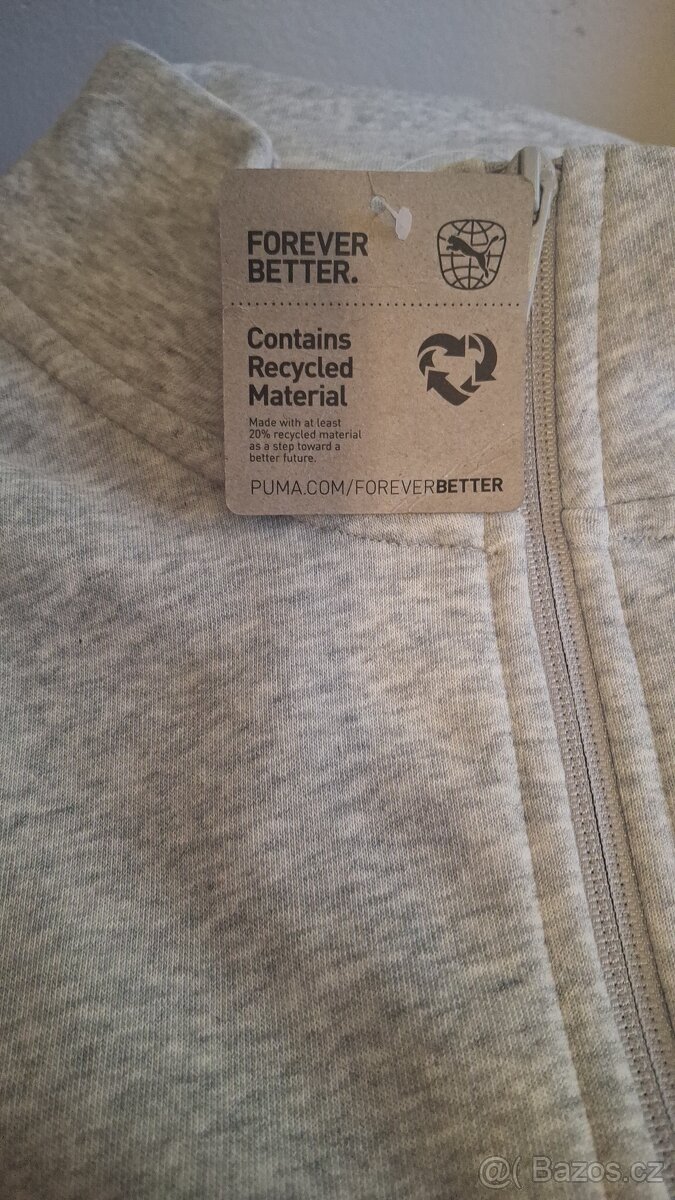 FOREVER
BETTER.
Contains
Recycled
Material
Made with at least
20% recycled material
as a step toward a
better future.
PUMA.COM/FOREVERBETTER
@( Bazos.cz